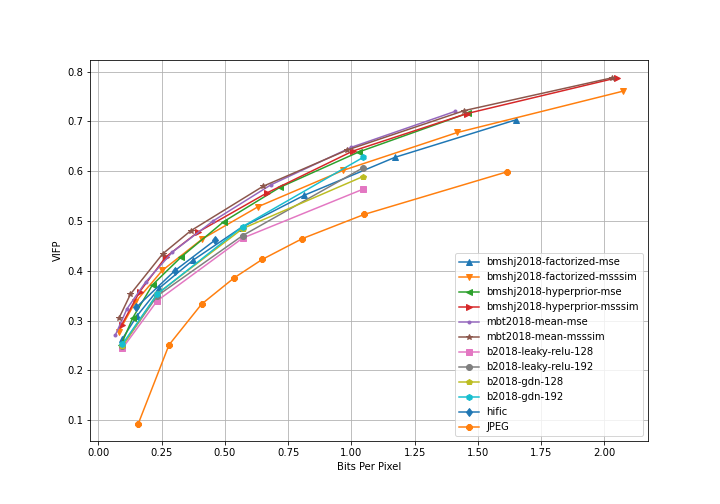 0.8
0.7
0.6
0.5
0.4
0.3
0.2
0.1
VIFP
0.00 0.25 0.50 0.75 1.00 1.25 1.50 1.75 2.00
Bits Per Pixel
bmshj2018-factorized-mse
bmshj2018-factorized-msssim
bmshj2018-hyperprior-mse
bmshj2018-hyperprior-msssim
mbt2018-mean-mse
mbt2018-mean-msssim
b2018-leaky-relu-128
b2018-leaky-relu-192
b2018-gdn-128
b2018-gdn-192
hific
JPEG